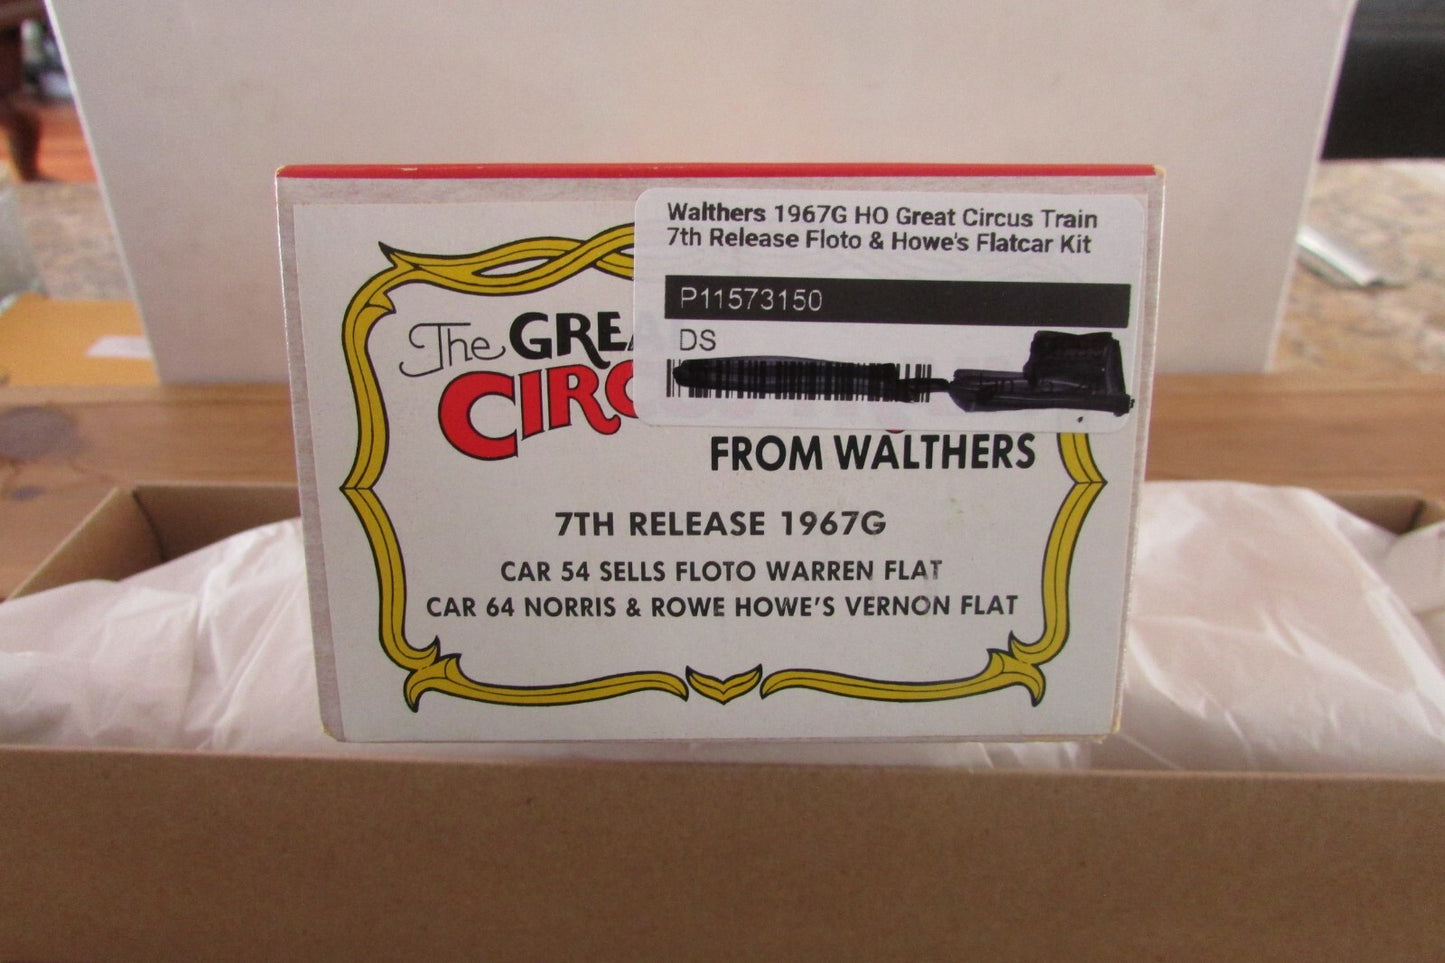 Walthers 1967G HO Great Circus Train
7th Release Floto & Howe's Flatcar Kit
P11573150
DS
The GREA
CIRC
FROM WALTHERS
7TH RELEASE 1967G
CAR 54 SELLS FLOTO WARREN FLAT
CAR 64 NORRIS & ROWE HOWE'S VERNON FLAT